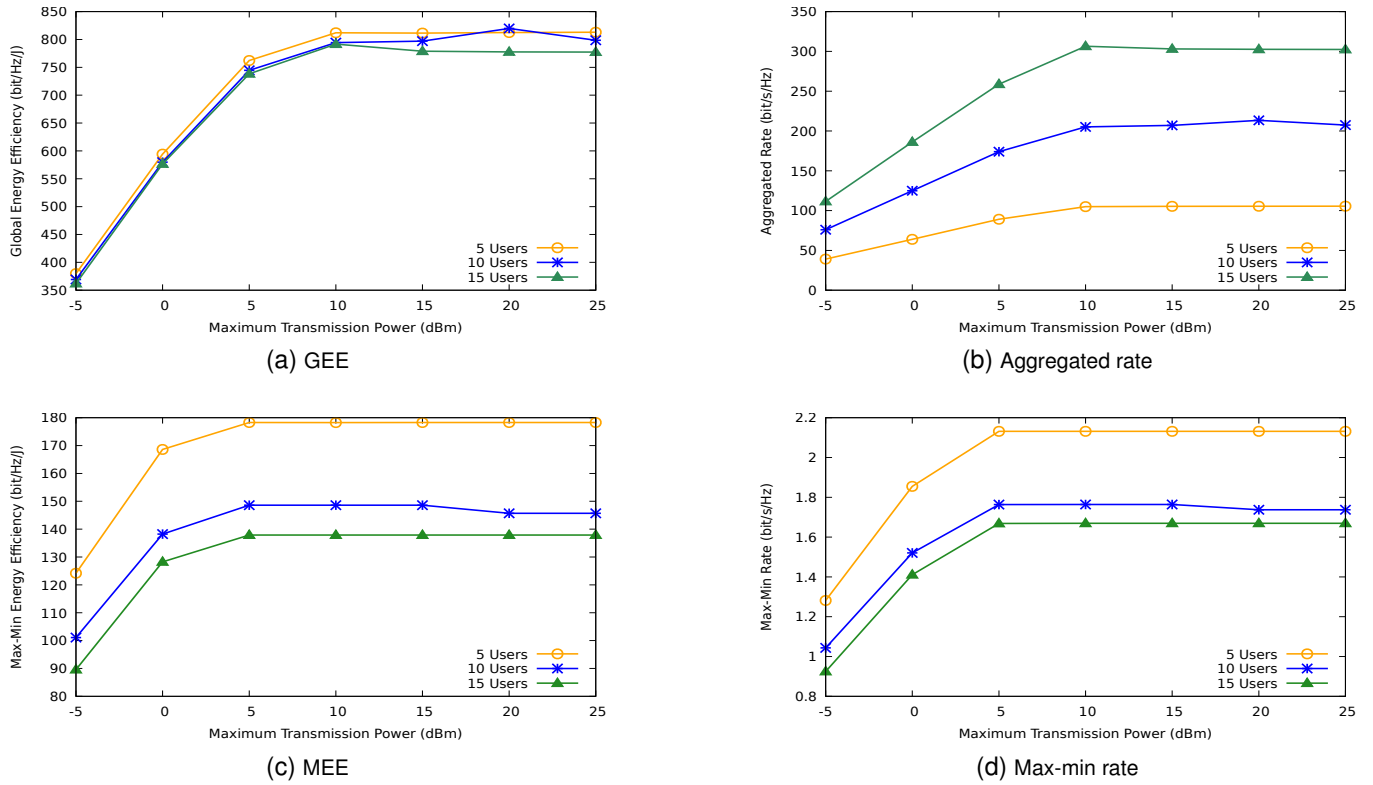 850
800
750
700
650
600
550
500
450
400
350
Global Energy Efficiency (bit/Hz/J)
5 Users
10 Users
15 Users
-5 0 5 10 15 20 25
Maximum Transmission Power (dBm)
(a) GEE
350
300
250
200
150
100
50
0
Aggregated Rate (bit/s/Hz)
5 Users
10 Users
15 Users
-5 0 5 10 15 20 25
Maximum Transmission Power (dBm)
(b) Aggregated rate
180
170
160
150
140
130
120
110
100
90
80
Max-Min Energy Efficiency (bit/Hz/J)
5 Users
10 Users
15 Users
-5 0 5 10 15 20 25
Maximum Transmission Power (dBm)
(c) MEE
2.2
2
1.8
1.6
1.4
1.2
1
0.8
Max-Min Rate (bit/s/Hz)
5 Users
10 Users
15 Users
-5 0 5 10 15 20 25
Maximum Transmission Power (dBm)
(d) Max-min rate